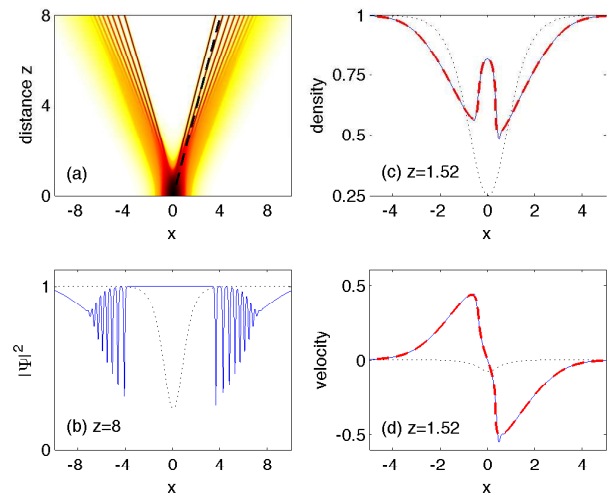 8
4
0
distance z
(a)
-8 -4 0 4 8
x
1
0.75
0.5
0.25
density
(c) z=1.52
-4 -2 0 2 4
x
1
0
|Ψ|²
(b) z=8
-8 -4 0 4 8
x
0.5
0
-0.5
velocity
(d) z=1.52
-4 -2 0 2 4
x